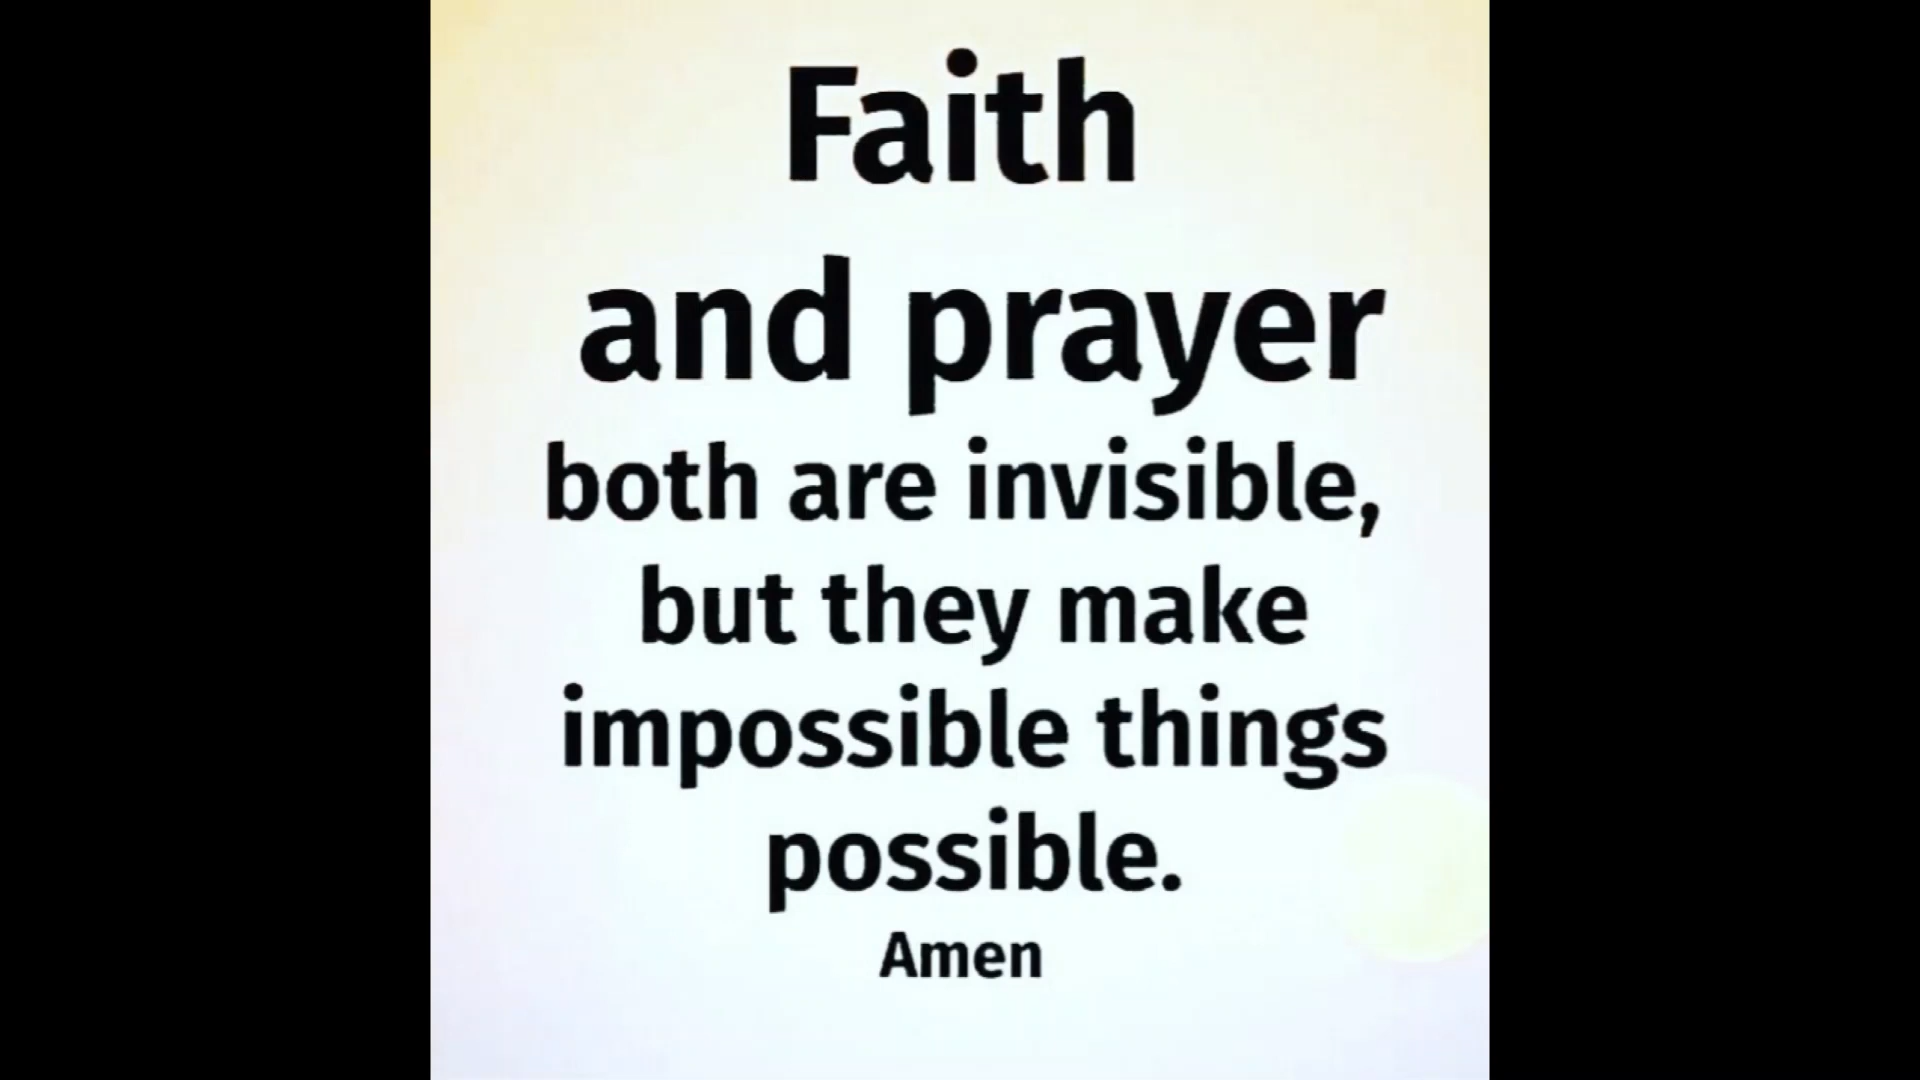 Faith
and prayer
both are invisible,
but they make
impossible things
possible.
Amen